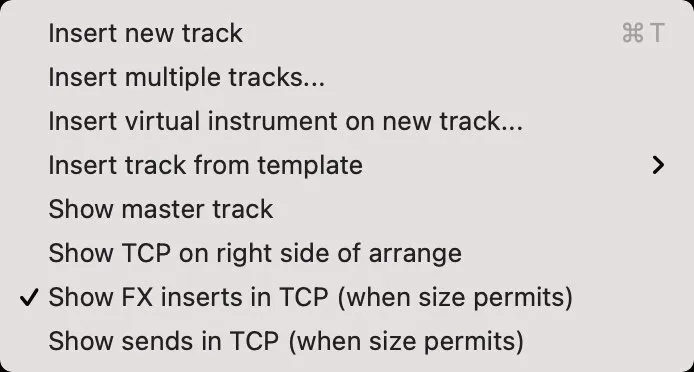 Insert new track ⌘T
Insert multiple tracks...
Insert virtual instrument on new track...
Insert track from template
Show master track
Show TCP on right side of arrange
Show FX inserts in TCP (when size permits)
Show sends in TCP (when size permits)